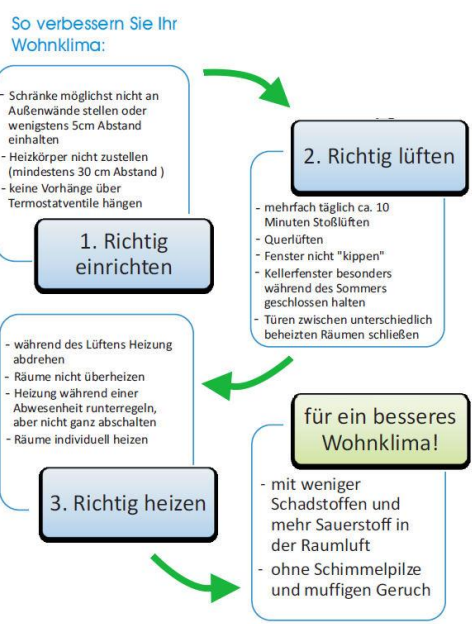 So verbessern Sie Ihr
Wohnklima:
- Schränke möglichst nicht an
Außenwände stellen oder
wenigstens 5cm Abstand
einhalten
- Heizkörper nicht zustellen
(mindestens 30 cm Abstand )
- keine Vorhänge über
Termostatventile hängen
1. Richtig
einrichten
2. Richtig lüften
- mehrfach täglich ca. 10
Minuten Stoßlüften
- Querlüften
- Fenster nicht "kippen"
- Kellerfenster besonders
während des Sommers
geschlossen halten
- Türen zwischen unterschiedlich
beheizten Räumen schließen
- während des Lüftens Heizung
abdrehen
- Räume nicht überheizen
- Heizung während einer
Abwesenheit runterregeln,
aber nicht ganz abschalten
- Räume individuell heizen
3. Richtig heizen
für ein besseres
Wohnklima!
- mit weniger
Schadstoffen und
mehr Sauerstoff in
der Raumluft
- ohne Schimmelpilze
und muffigen Geruch